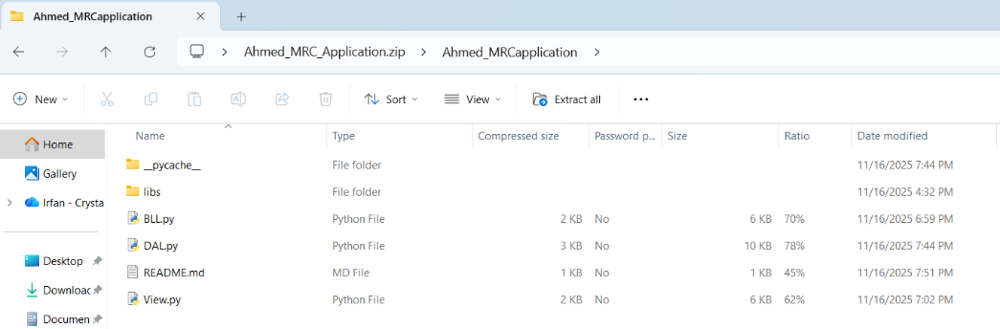 Ahmed_MRCapplication
Ahmed_MRC_Application.zip > Ahmed_MRCapplication >
New Sort View Extract all ...
Name Type Compressed size Password p... Size Ratio Date modified
Home
Gallery
Irfan - Crysta
Desktop
Downloac
Documen
__pycache__ File folder 11/16/2025 7:44 PM
libs File folder 11/16/2025 4:32 PM
BLL.py Python File 2 KB No 6 KB 70% 11/16/2025 6:59 PM
DAL.py Python File 3 KB No 10 KB 78% 11/16/2025 7:44 PM
README.md MD File 1 KB No 1 KB 45% 11/16/2025 7:51 PM
View.py Python File 2 KB No 6 KB 62% 11/16/2025 7:02 PM